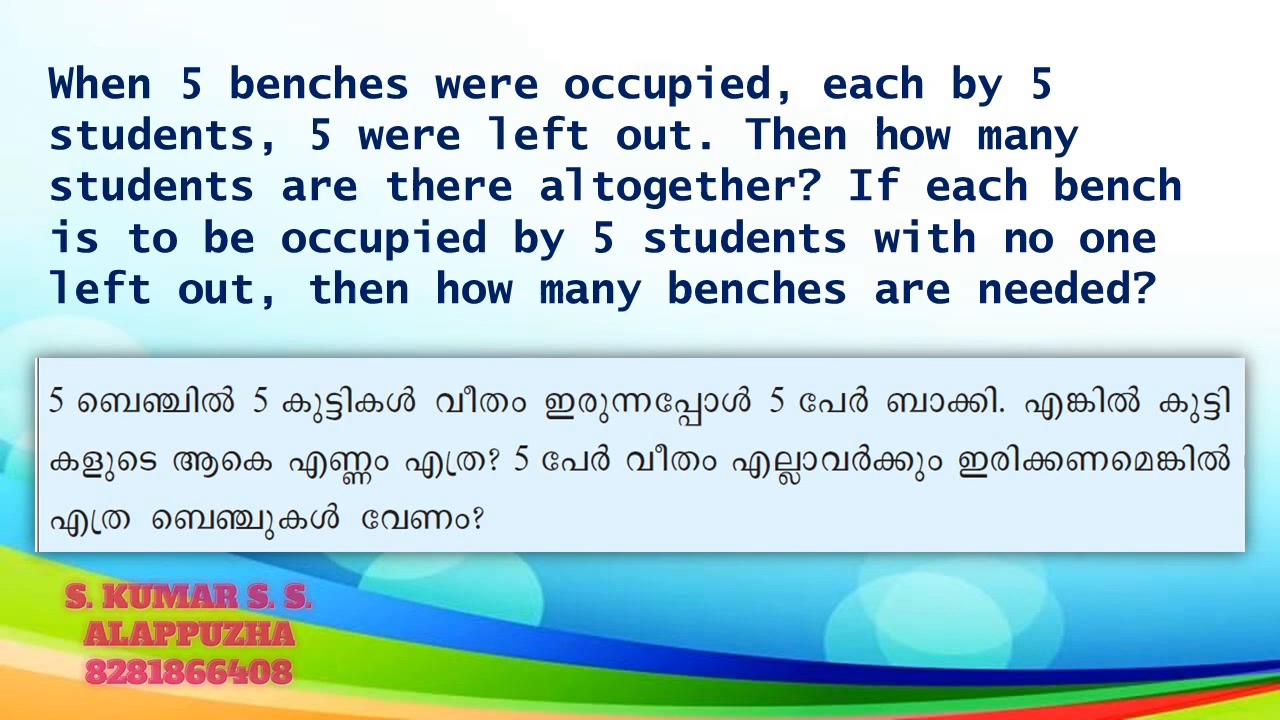 When 5 benches were occupied, each by 5
students, 5 were left out. Then how many
students are there altogether? If each bench
is to be occupied by 5 students with no one
left out, then how many benches are needed?
5 ബെഞ്ചിൽ 5 കുട്ടികൾ വീതം ഇരുന്നപ്പോൾ 5 പേർ ബാക്കി. എങ്കിൽ കുട്ടി
കളുടെ ആകെ എണ്ണം എത്ര? 5 പേർ വീതം എല്ലാവർക്കും ഇരിക്കണമെങ്കിൽ
എത്ര ബെഞ്ചുകൾ വേണം?
S. KUMAR S. S.
ALAPPUZHA
8281866408